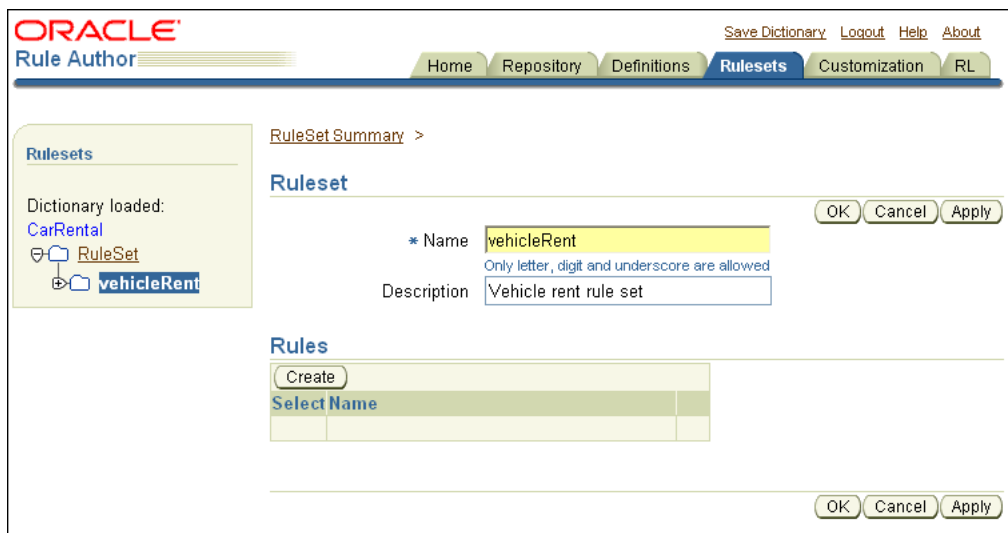 ORACLE
Rule Author
Save Dictionary Logout Help About
Home Repository Definitions Rulesets Customization RL
Rulesets
Dictionary loaded:
CarRental
RuleSet
vehicleRent
RuleSet Summary >
Ruleset
OK Cancel Apply
* Name vehicleRent
Only letter, digit and underscore are allowed
Description Vehicle rent rule set
Rules
Create
Select Name
OK Cancel Apply